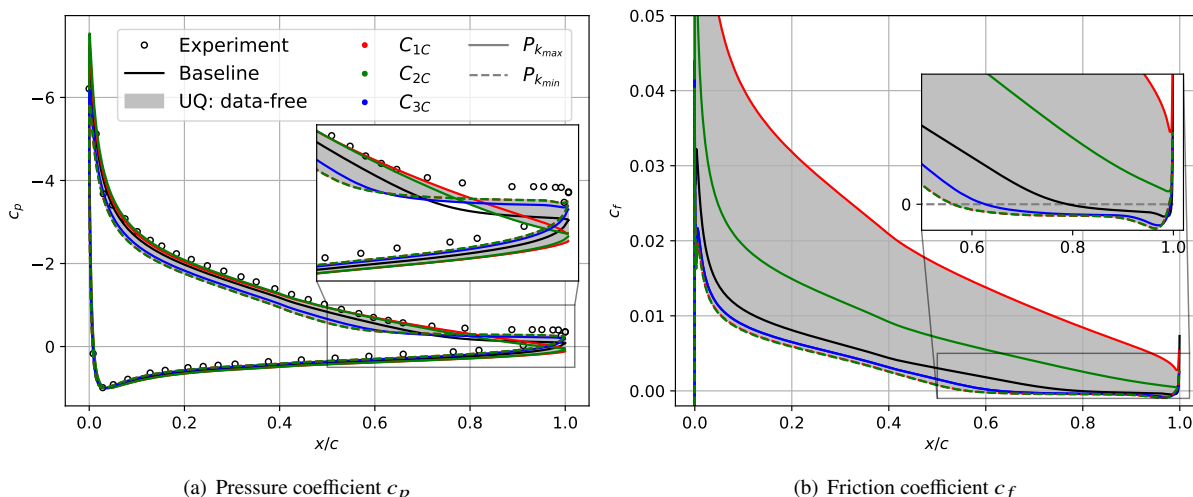 Experiment
Baseline
UQ: data-free
C1C
C2C
C3C
Pkmax
Pkmin
−6
−4
−2
0
cp
0.0 0.2 0.4 0.6 0.8 1.0
x/c
(a) Pressure coefficient cp
0.05
0.04
0.03
0.02
0.01
0.00
cf
0
0.6 0.8 1.0
0.0 0.2 0.4 0.6 0.8 1.0
x/c
(b) Friction coefficient cf